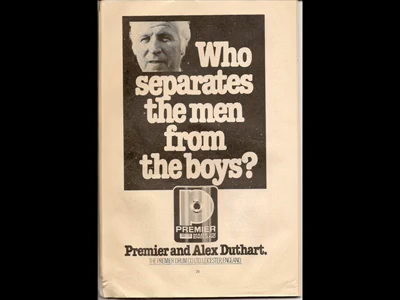 Who
separates
the men
from
the boys?
PREMIER
Premier and Alex Duthart.
THE PREMIER DRUM CO. LTD. LEICESTER, ENGLAND.